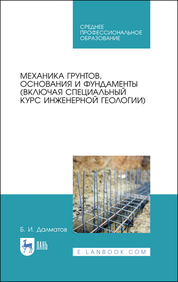 СРЕДНЕЕ
ПРОФЕССИОНАЛЬНОЕ
ОБРАЗОВАНИЕ
МЕХАНИКА ГРУНТОВ,
ОСНОВАНИЯ И ФУНДАМЕНТЫ
(ВКЛЮЧАЯ СПЕЦИАЛЬНЫЙ
КУРС ИНЖЕНЕРНОЙ ГЕОЛОГИИ)
Б. И. Далматов
ЛАНЬ
E.LANBOOK.COM